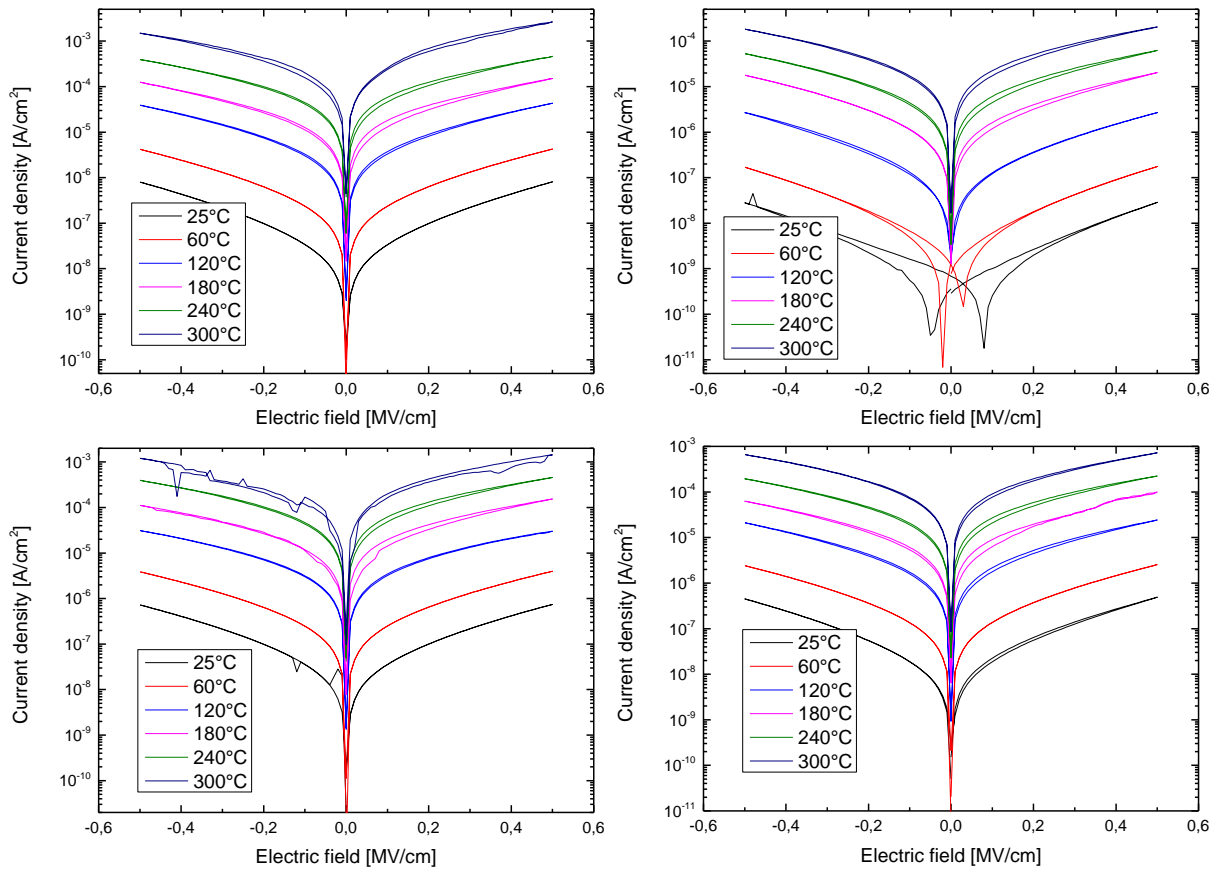 10⁻³
10⁻⁴
10⁻⁵
10⁻⁶
10⁻⁷
10⁻⁸
10⁻⁹
10⁻¹⁰
Current density [A/cm²]
25°C
60°C
120°C
180°C
240°C
300°C
-0,6 -0,4 -0,2 0,0 0,2 0,4 0,6
Electric field [MV/cm]
10⁻⁴
10⁻⁵
10⁻⁶
10⁻⁷
10⁻⁸
10⁻⁹
10⁻¹⁰
10⁻¹¹
Current density [A/cm²]
25°C
60°C
120°C
180°C
240°C
300°C
-0,6 -0,4 -0,2 0,0 0,2 0,4 0,6
Electric field [MV/cm]
10⁻³
10⁻⁴
10⁻⁵
10⁻⁶
10⁻⁷
10⁻⁸
10⁻⁹
10⁻¹⁰
Current density [A/cm²]
25°C
60°C
120°C
180°C
240°C
300°C
-0,6 -0,4 -0,2 0,0 0,2 0,4 0,6
Electric field [MV/cm]
10⁻³
10⁻⁴
10⁻⁵
10⁻⁶
10⁻⁷
10⁻⁸
10⁻⁹
10⁻¹⁰
10⁻¹¹
Current density [A/cm²]
25°C
60°C
120°C
180°C
240°C
300°C
-0,6 -0,4 -0,2 0,0 0,2 0,4 0,6
Electric field [MV/cm]